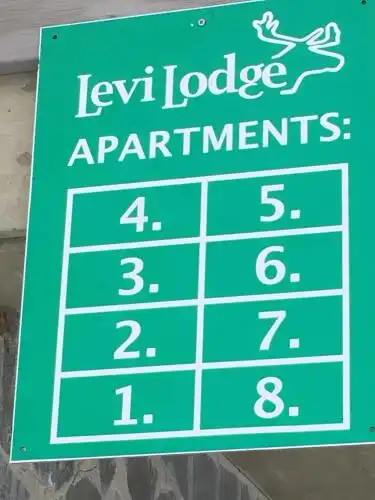 Levi Lodge
APARTMENTS:
4. 5.
3. 6.
2. 7.
1. 8.